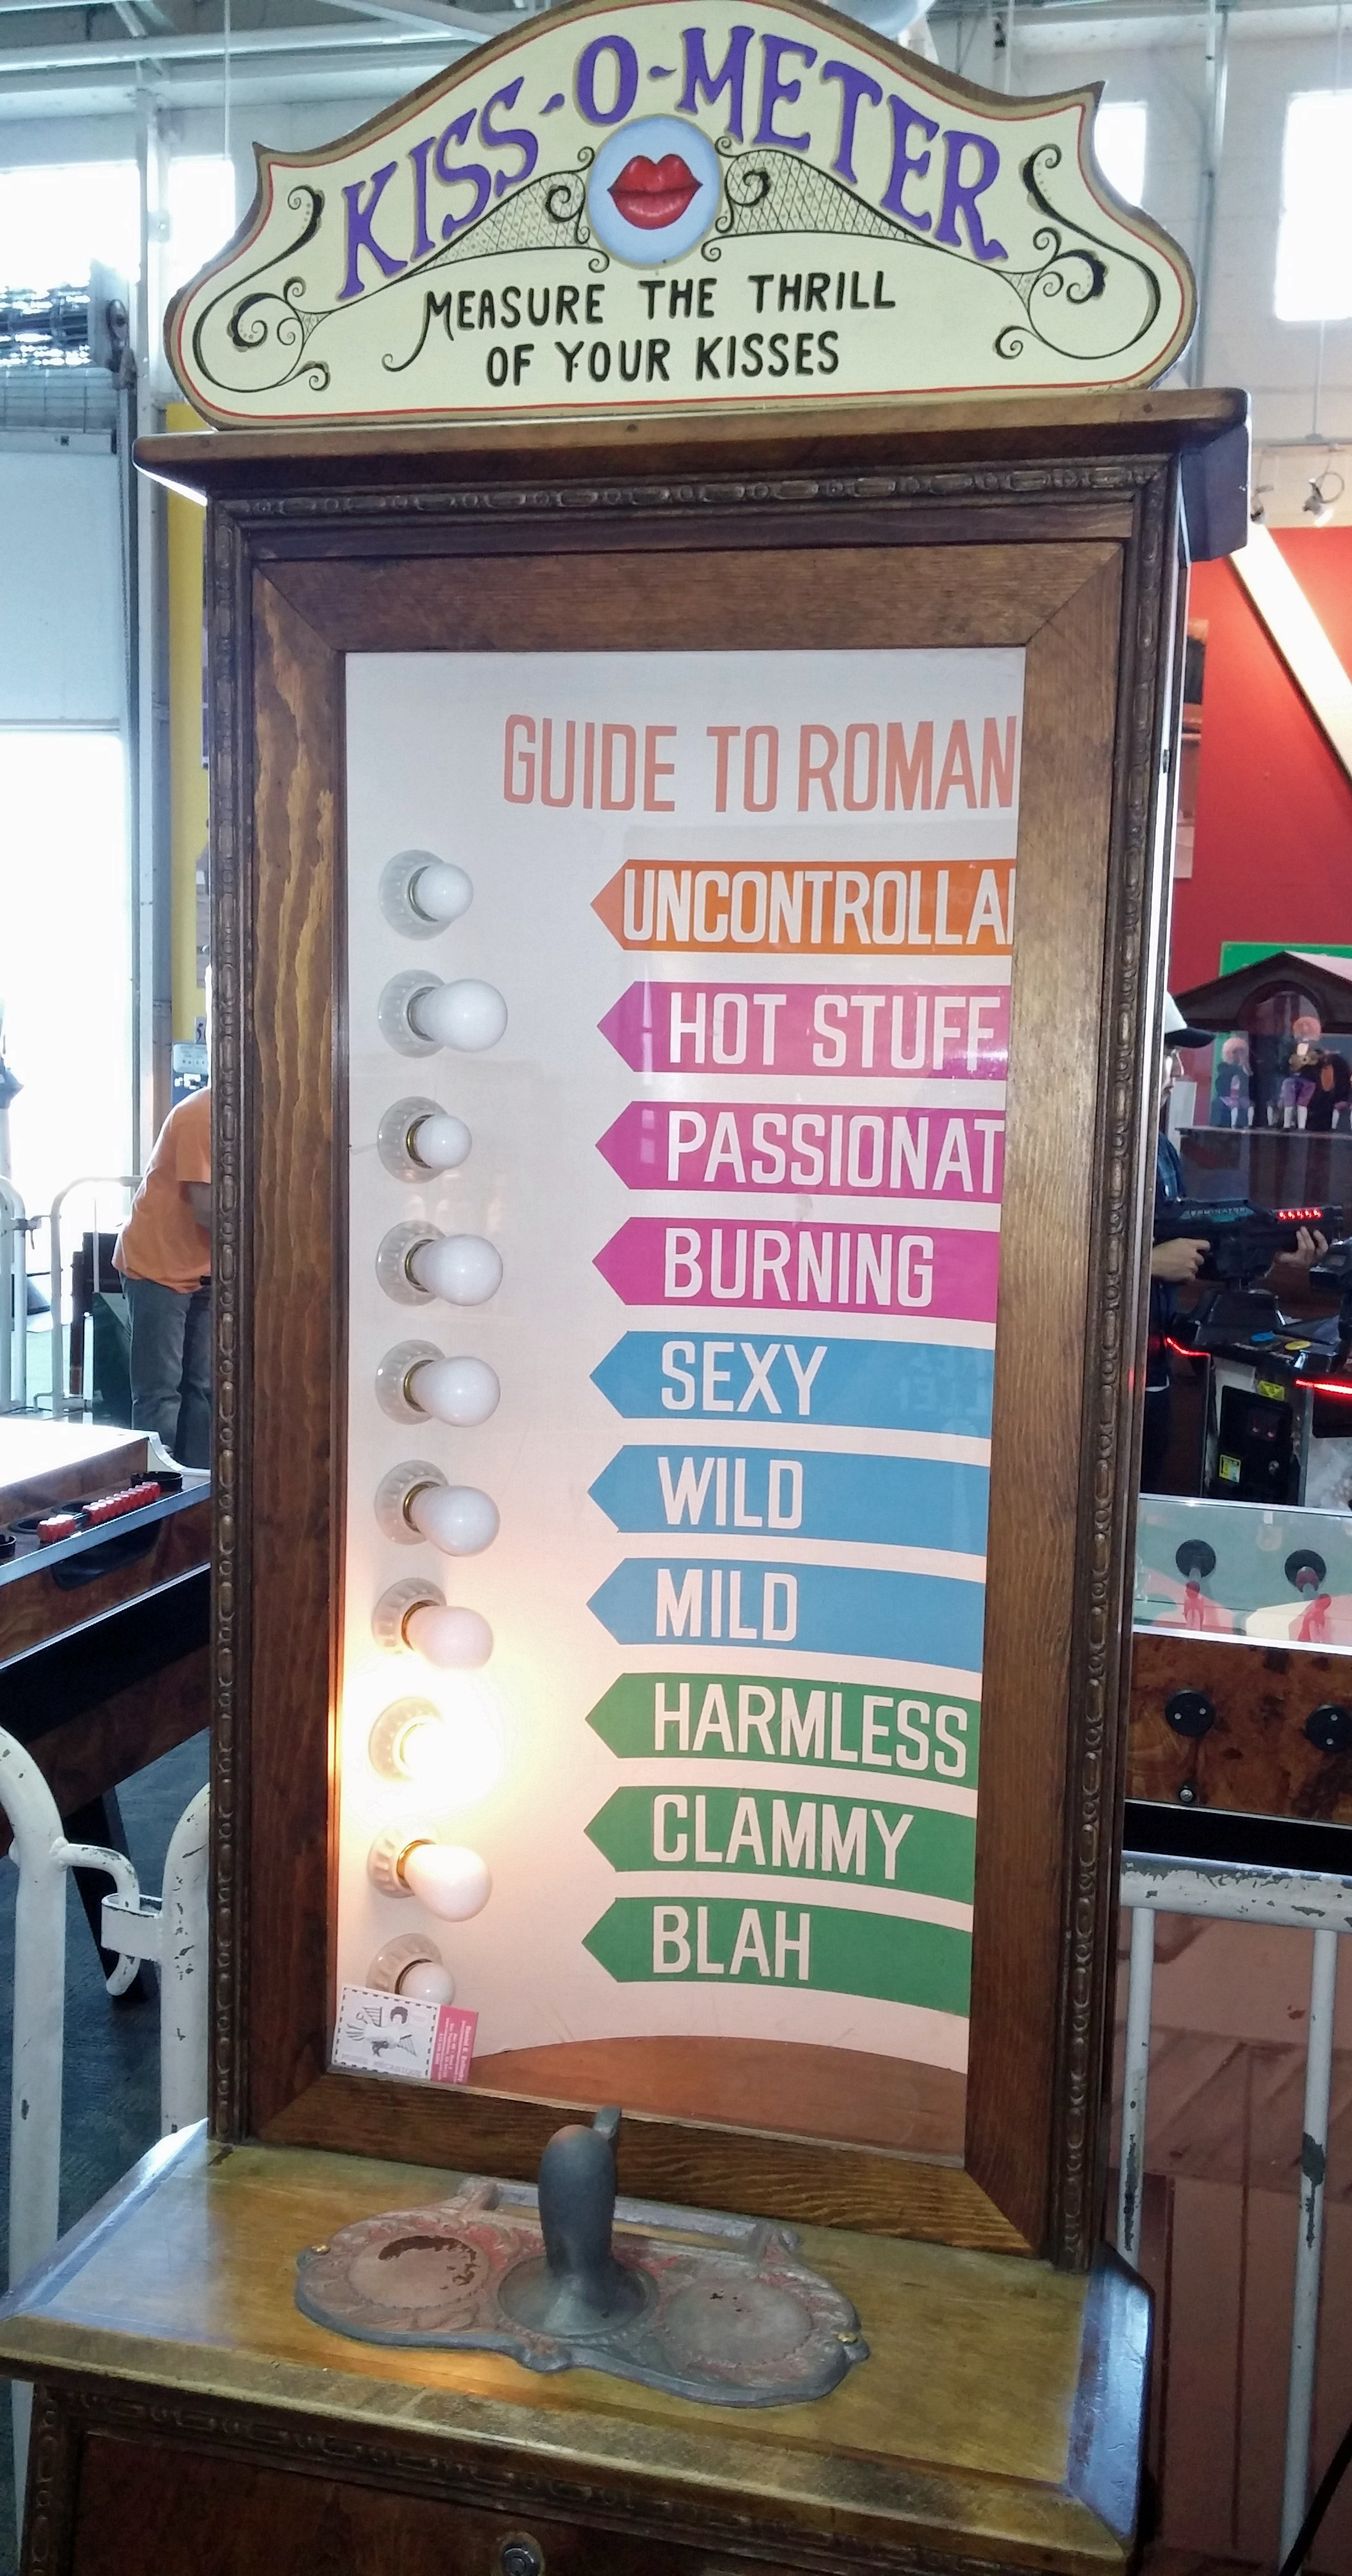 KISS-O-METER
MEASURE THE THRILL
OF YOUR KISSES
GUIDE TO ROMAN
UNCONTROLLA
HOT STUFF
PASSIONAT
BURNING
SEXY
WILD
MILD
HARMLESS
CLAMMY
BLAH